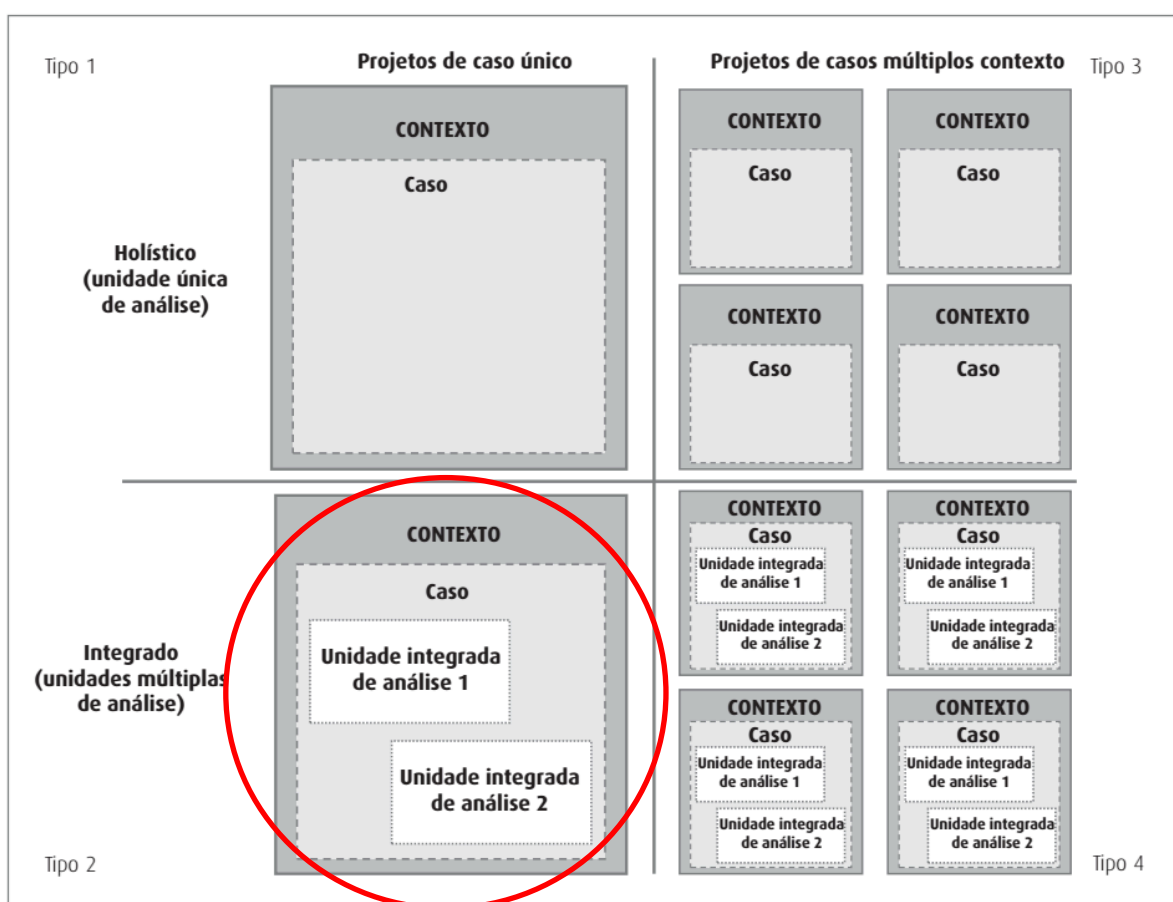 Tipo 1
Projetos de caso único
Projetos de casos múltiplos contexto
Tipo 3
Holístico
(unidade única
de análise)
CONTEXTO
Caso
CONTEXTO
Caso
CONTEXTO
Caso
CONTEXTO
Caso
CONTEXTO
Caso
Integrado
(unidades múltiplas
de análise)
CONTEXTO
Caso
Unidade integrada
de análise 1
Unidade integrada
de análise 2
CONTEXTO
Caso
Unidade integrada
de análise 1
Unidade integrada
de análise 2
CONTEXTO
Caso
Unidade integrada
de análise 1
Unidade integrada
de análise 2
CONTEXTO
Caso
Unidade integrada
de análise 1
Unidade integrada
de análise 2
CONTEXTO
Caso
Unidade integrada
de análise 1
Unidade integrada
de análise 2
Tipo 2
Tipo 4